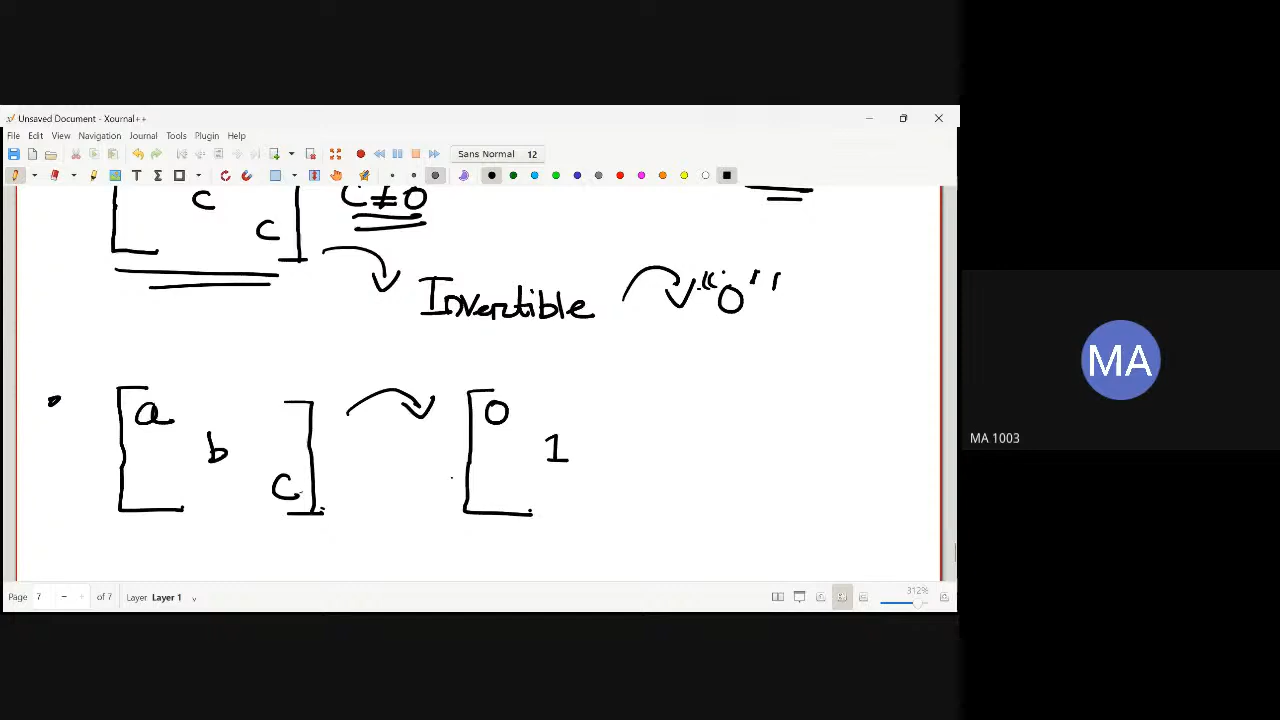 Unsaved Document - Xournal++
File Edit View Navigation Journal Tools Plugin Help
Sans Normal 12
c C≠0
c
Invertible "0"
a 0
b 1
c
MA
MA 1003
Page 7 of 7 Layer Layer 1 312%